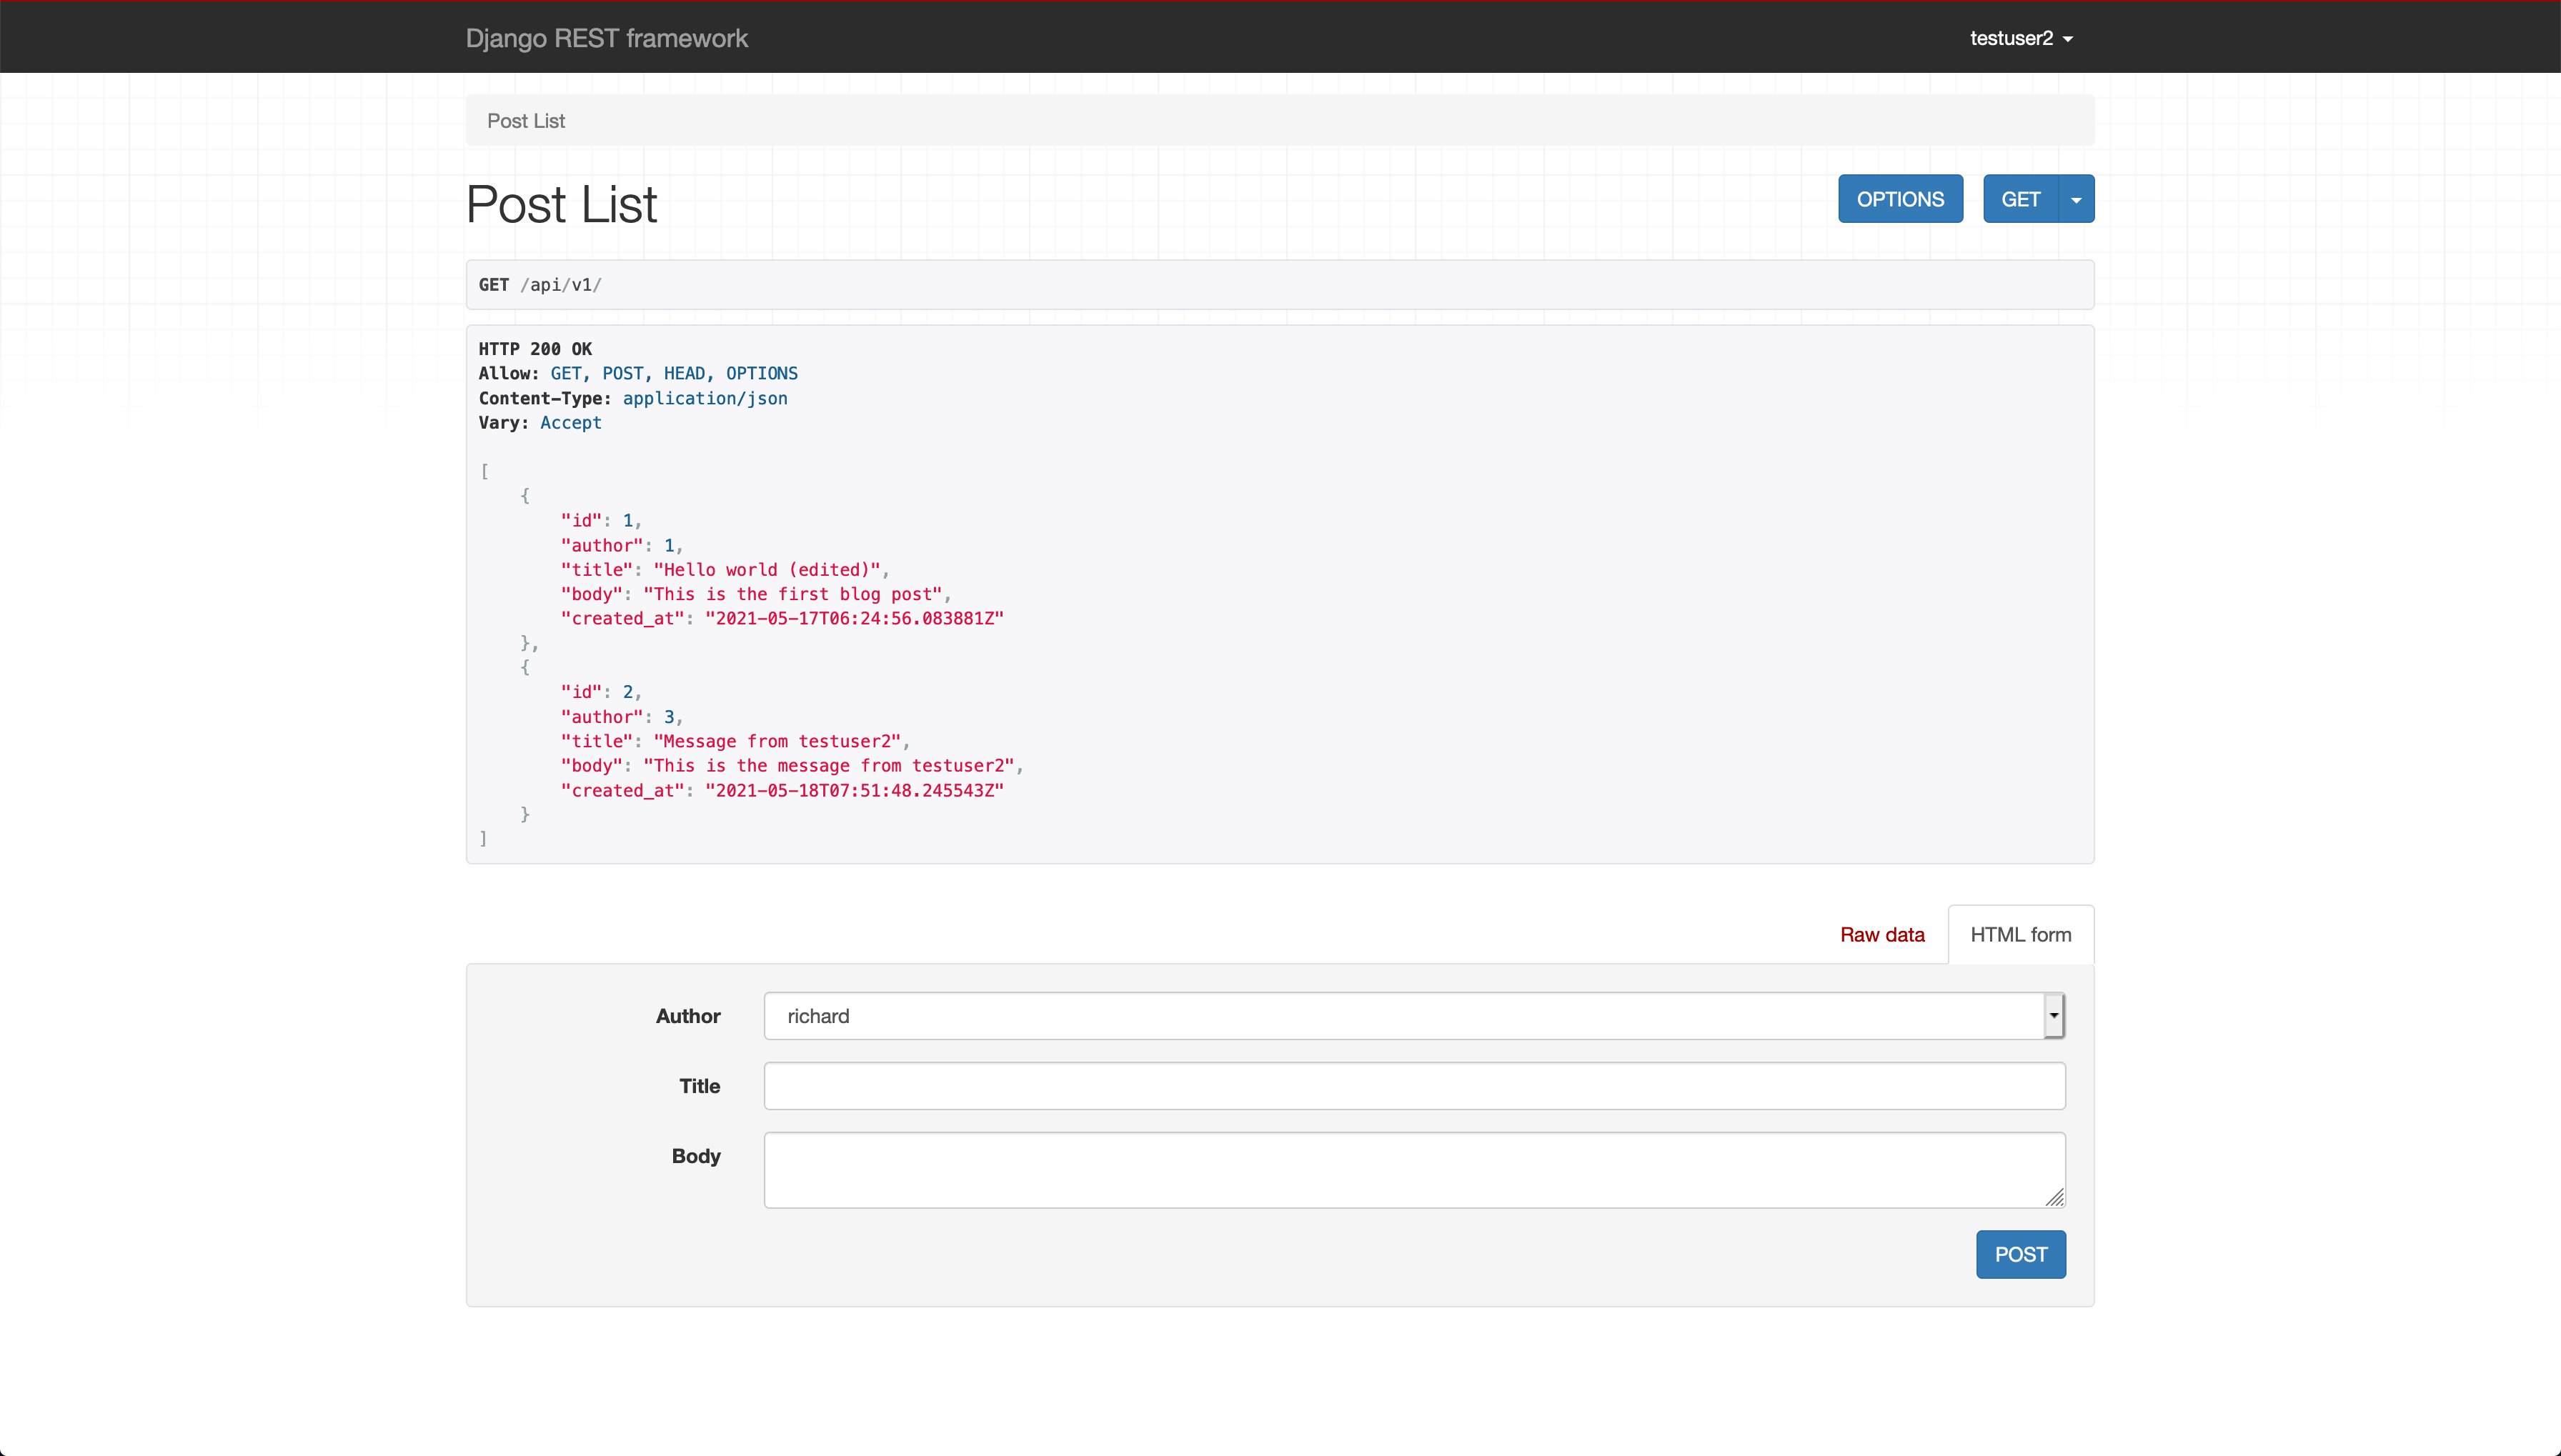 Django REST framework
testuser2
Post List
Post List
OPTIONS
GET
GET /api/v1/
HTTP 200 OK
Allow: GET, POST, HEAD, OPTIONS
Content-Type: application/json
Vary: Accept
[
    {
        "id": 1,
        "author": 1,
        "title": "Hello world (edited)",
        "body": "This is the first blog post",
        "created_at": "2021-05-17T06:24:56.083881Z"
    },
    {
        "id": 2,
        "author": 3,
        "title": "Message from testuser2",
        "body": "This is the message from testuser2",
        "created_at": "2021-05-18T07:51:48.245543Z"
    }
]
Raw data
HTML form
Author
richard
Title
Body
POST